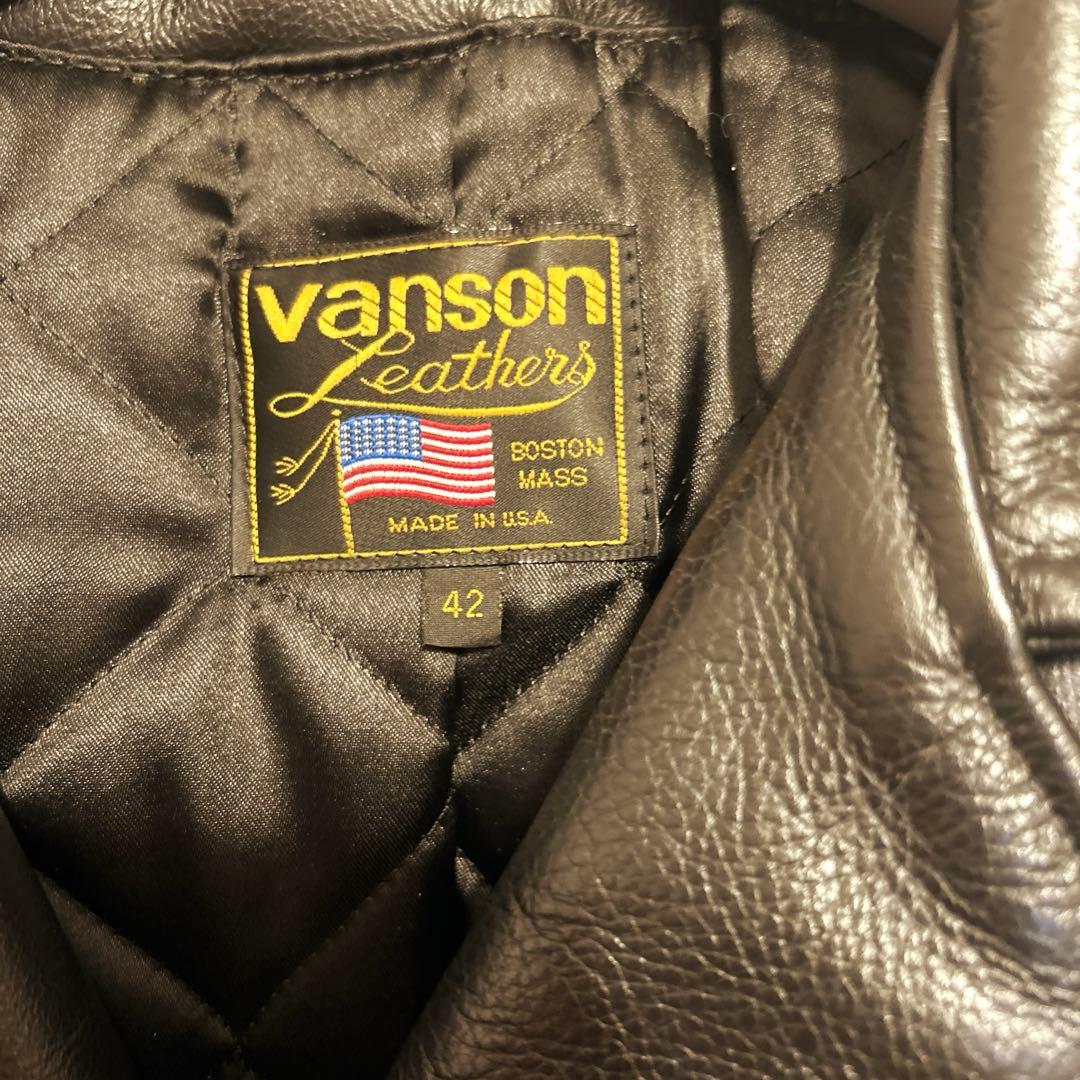 vanson
Leathers
BOSTON
MASS
MADE IN U.S.A.
42